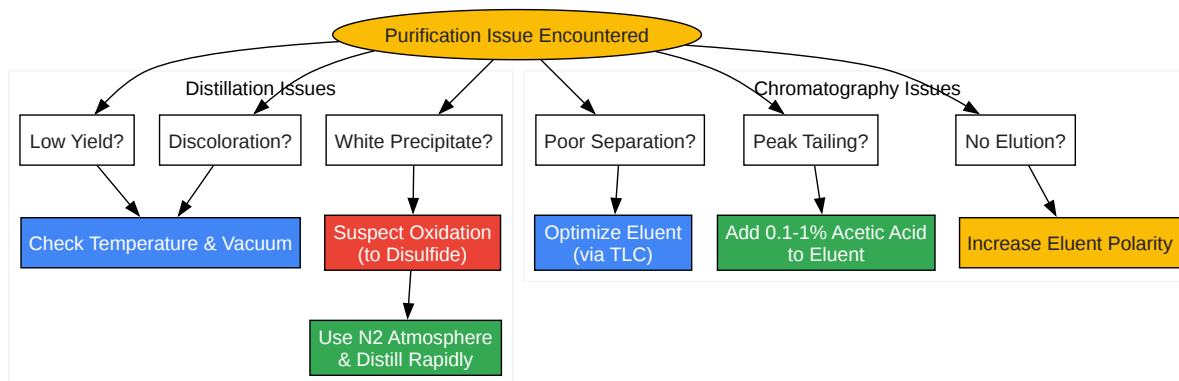 Purification Issue Encountered
Distillation Issues
Chromatography Issues
Low Yield?
Discoloration?
White Precipitate?
Poor Separation?
Peak Tailing?
No Elution?
Check Temperature & Vacuum
Suspect Oxidation
(to Disulfide)
Optimize Eluent
(via TLC)
Add 0.1-1% Acetic Acid
to Eluent
Increase Eluent Polarity
Use N2 Atmosphere
& Distill Rapidly